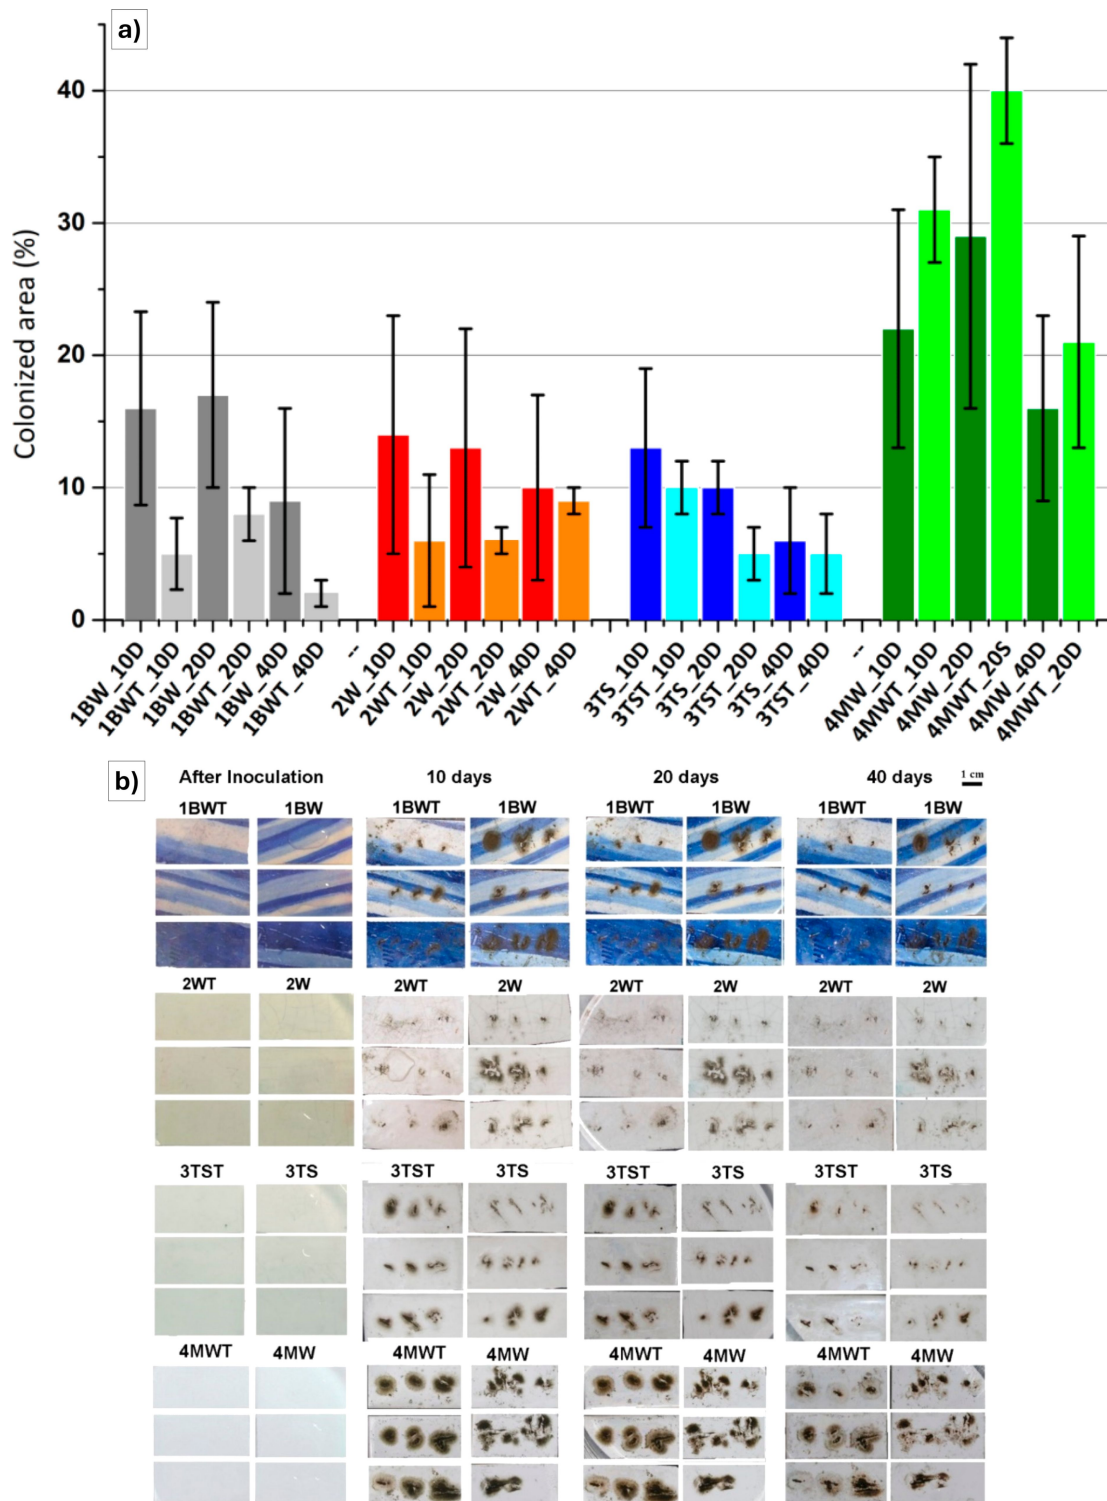 a)
Colonized area (%)
40
30
20
10
0
1BW_10D
1BWT_10D
1BW_20D
1BWT_20D
1BW_40D
1BWT_40D
--
2W_10D
2WT_10D
2W_20D
2WT_20D
2W_40D
2WT_40D
3TS_10D
3TST_10D
3TS_20D
3TST_20D
3TS_40D
3TST_40D
--
4MW_10D
4MWT_10D
4MW_20D
4MWT_20S
4MW_40D
4MWT_20D
b)
After Inoculation 10 days 20 days 40 days 1 cm
1BWT 1BW 1BWT 1BW 1BWT 1BW 1BWT 1BW
2WT 2W 2WT 2W 2WT 2W 2WT 2W
3TST 3TS 3TST 3TS 3TST 3TS 3TST 3TS
4MWT 4MW 4MWT 4MW 4MWT 4MW 4MWT 4MW